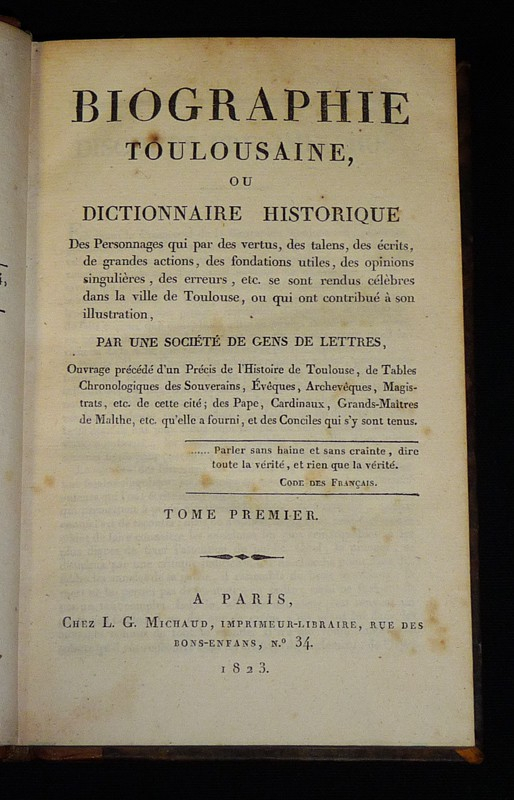 BIOGRAPHIE
TOULOUSAINE,
OU
DICTIONNAIRE HISTORIQUE
Des Personnages qui par des vertus, des talens, des écrits,
de grandes actions, des fondations utiles, des opinions
singulières, des erreurs, etc. se sont rendus célèbres
dans la ville de Toulouse, ou qui ont contribué à son
illustration,
PAR UNE SOCIÉTÉ DE GENS DE LETTRES,
Ouvrage précédé d'un Précis de l'Histoire de Toulouse, de Tables
Chronologiques des Souverains, Évêques, Archevêques, Magis-
trats, etc. de cette cité; des Pape, Cardinaux, Grands-Maîtres
de Malthe, etc. qu'elle a fourni, et des Conciles qui s'y sont tenus.
...... Parler sans haine et sans crainte, dire
toute la vérité, et rien que la vérité.
CODE DES FRANÇAIS.
TOME PREMIER.
A PARIS,
CHEZ L. G. MICHAUD, IMPRIMEUR-LIBRAIRE, RUE DES
BONS-ENFANS, N.º 34.
1823.